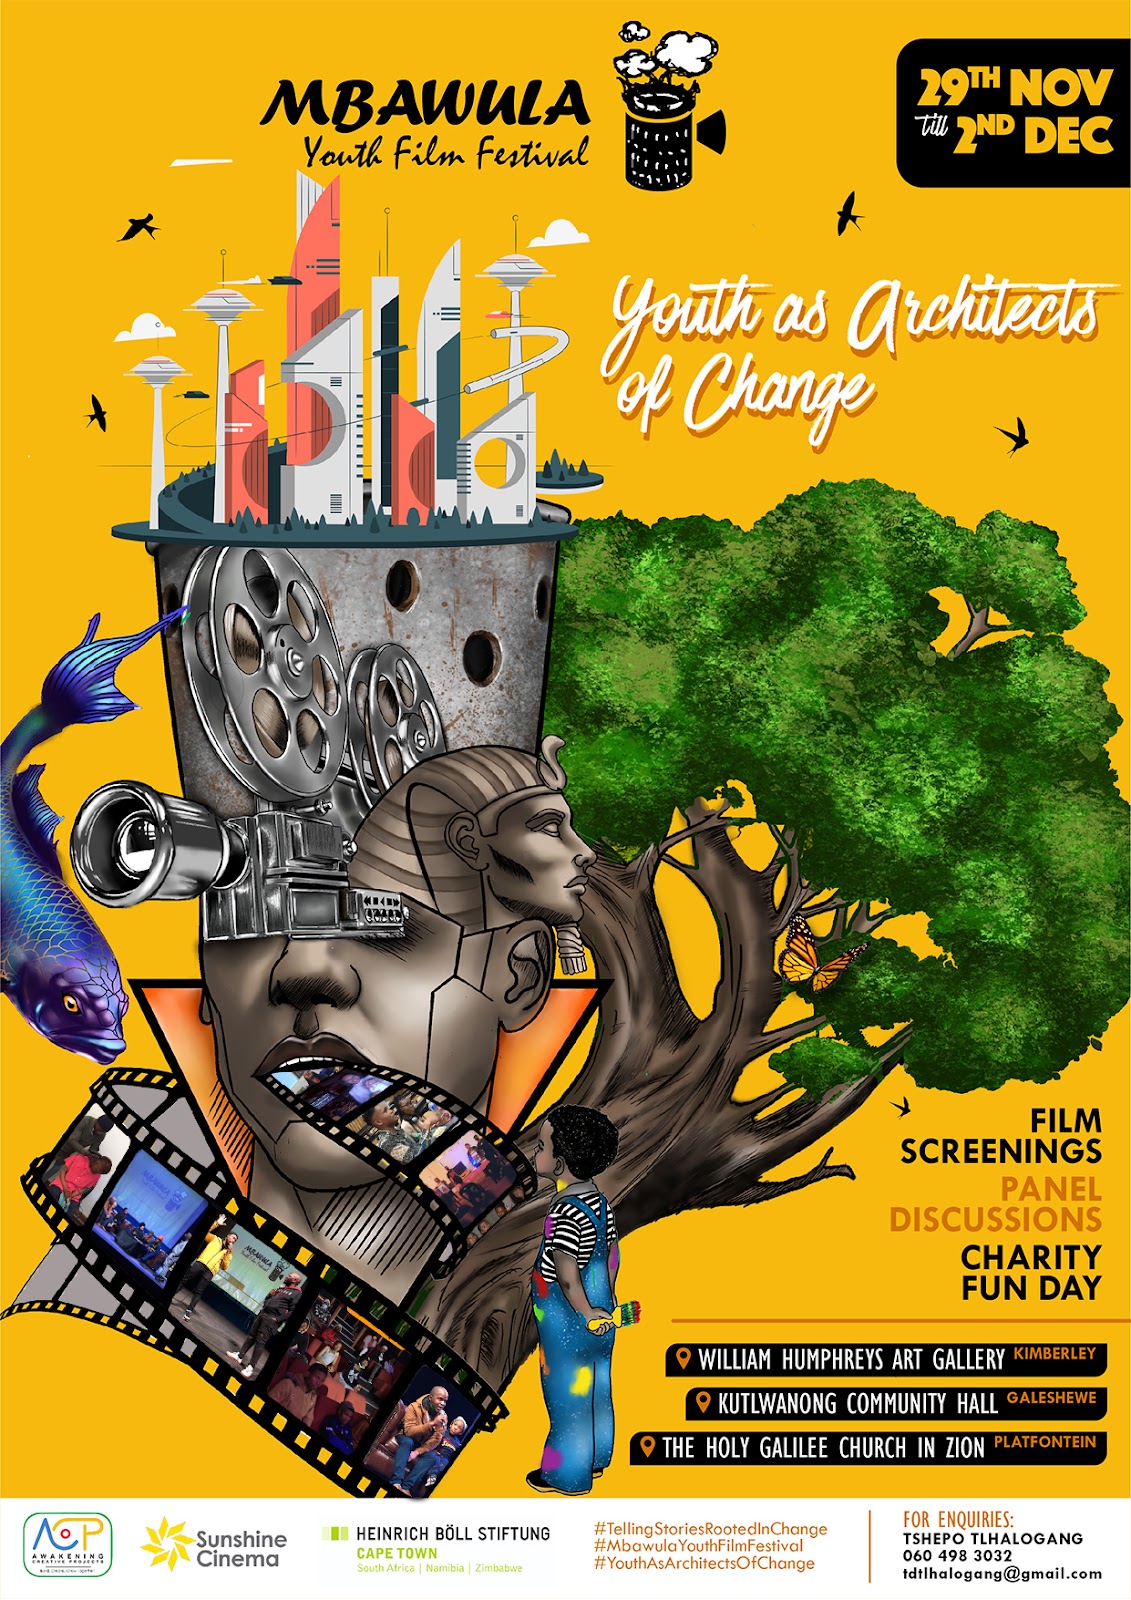 MBAWULA
Youth Film Festival
29TH NOV
till 2ND DEC
Youth as Architects
of Change
FILM
SCREENINGS
PANEL
DISCUSSIONS
CHARITY
FUN DAY
WILLIAM HUMPHREYS ART GALLERY KIMBERLEY
KUTLWANONG COMMUNITY HALL GALESHEWE
THE HOLY GALILEE CHURCH IN ZION PLATFONTEIN
ACP
AWAKENING
CREATIVE PROJECTS
Sunshine
Cinema
HEINRICH BÖLL STIFTUNG
CAPE TOWN
South Africa | Namibia | Zimbabwe
#TellingStoriesRootedInChange
#MbawulaYouthFilmFestival
#YouthAsArchitectsOfChange
FOR ENQUIRIES:
TSHEPO TLHALOGANG
060 498 3032
tdtlhalogang@gmail.com